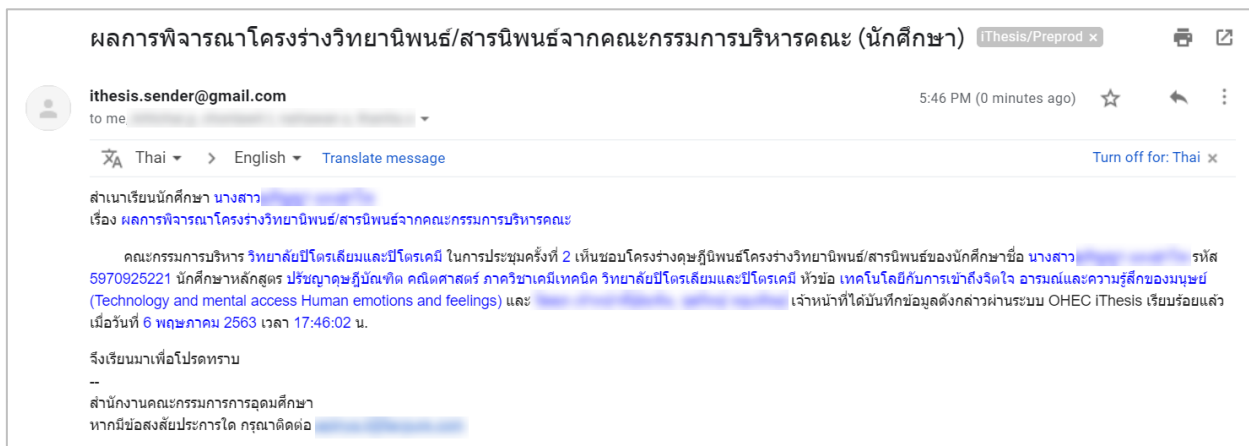 ผลการพิจารณาโครงร่างวิทยานิพนธ์/สารนิพนธ์จากคณะกรรมการบริหารคณะ (นักศึกษา) iThesis/Preprod ×
ithesis.sender@gmail.com 5:46 PM (0 minutes ago)
to me,
Thai > English Translate message Turn off for: Thai ×
สำเนาเรียนนักศึกษา นางสาว
เรื่อง ผลการพิจารณาโครงร่างวิทยานิพนธ์/สารนิพนธ์จากคณะกรรมการบริหารคณะ
คณะกรรมการบริหาร วิทยาลัยปิโตรเลียมและปิโตรเคมี ในการประชุมครั้งที่ 2 เห็นชอบโครงร่างดุษฎีนิพนธ์โครงร่างวิทยานิพนธ์/สารนิพนธ์ของนักศึกษาชื่อ นางสาว รหัส
5970925221 นักศึกษาหลักสูตร ปรัชญาดุษฎีบัณฑิต คณิตศาสตร์ ภาควิชาเคมีเทคนิค วิทยาลัยปิโตรเลียมและปิโตรเคมี หัวข้อ เทคโนโลยีกับการเข้าถึงจิตใจ อารมณ์และความรู้สึกของมนุษย์
(Technology and mental access Human emotions and feelings) และ เจ้าหน้าที่ได้บันทึกข้อมูลดังกล่าวผ่านระบบ OHEC iThesis เรียบร้อยแล้ว
เมื่อวันที่ 6 พฤษภาคม 2563 เวลา 17:46:02 น.
จึงเรียนมาเพื่อโปรดทราบ
--
สำนักงานคณะกรรมการการอุดมศึกษา
หากมีข้อสงสัยประการใด กรุณาติดต่อ